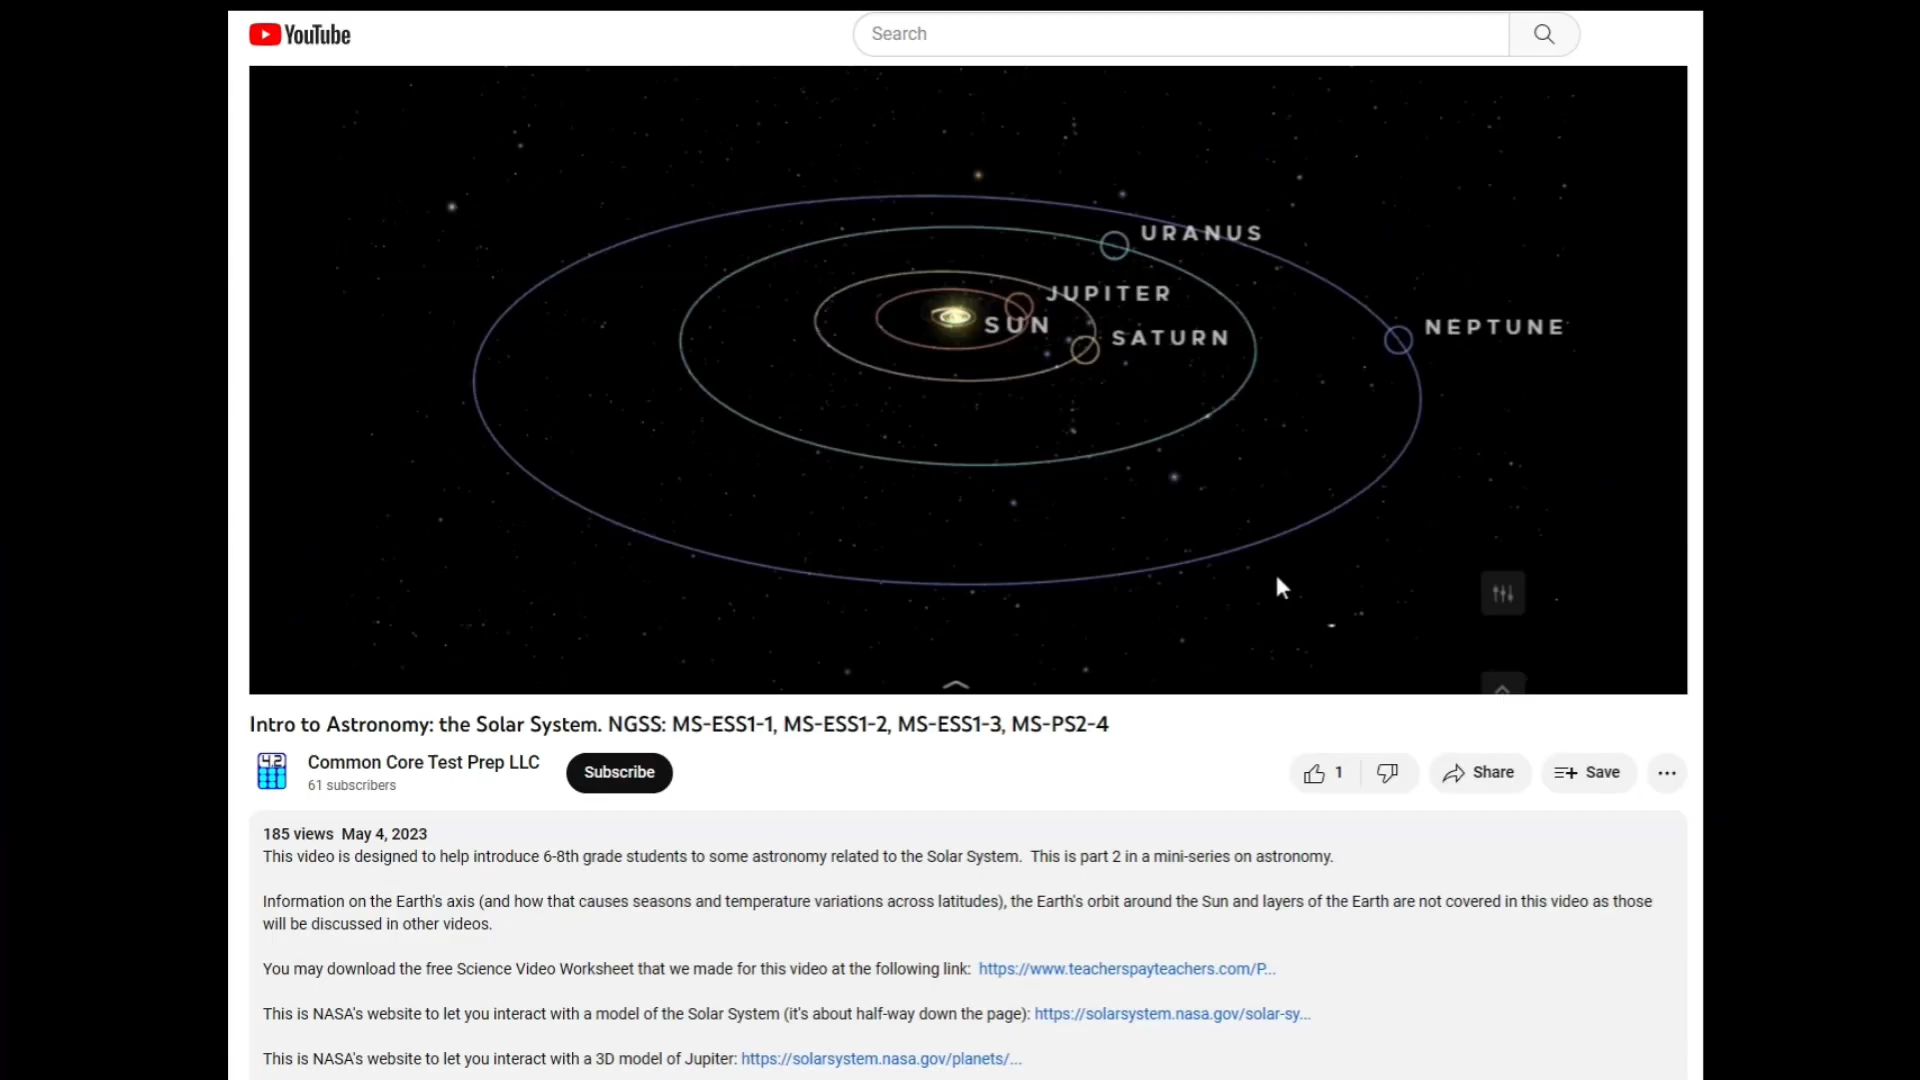 YouTube
Search
URANUS
JUPITER
SUN
SATURN
NEPTUNE
Intro to Astronomy: the Solar System. NGSS: MS-ESS1-1, MS-ESS1-2, MS-ESS1-3, MS-PS2-4
4.2
Common Core Test Prep LLC
61 subscribers
Subscribe
1
Share
Save
185 views May 4, 2023
This video is designed to help introduce 6-8th grade students to some astronomy related to the Solar System. This is part 2 in a mini-series on astronomy.
Information on the Earth's axis (and how that causes seasons and temperature variations across latitudes), the Earth's orbit around the Sun and layers of the Earth are not covered in this video as those
will be discussed in other videos.
You may download the free Science Video Worksheet that we made for this video at the following link: https://www.teacherspayteachers.com/P...
This is NASA's website to let you interact with a model of the Solar System (it's about half-way down the page): https://solarsystem.nasa.gov/solar-sy...
This is NASA's website to let you interact with a 3D model of Jupiter: https://solarsystem.nasa.gov/planets/...